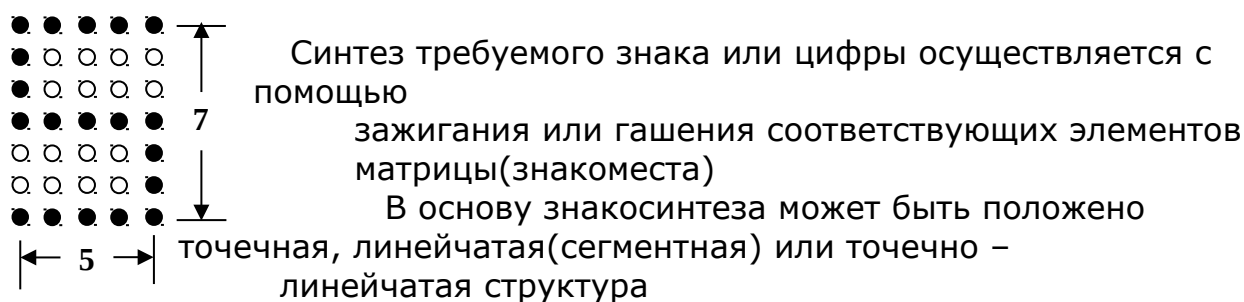 Синтез требуемого знака или цифры осуществляется с
помощью
зажигания или гашения соответствующих элементов
матрицы(знакоместа)
В основу знакосинтеза может быть положено
точечная, линейчатая(сегментная) или точечно –
линейчатая структура
7
5